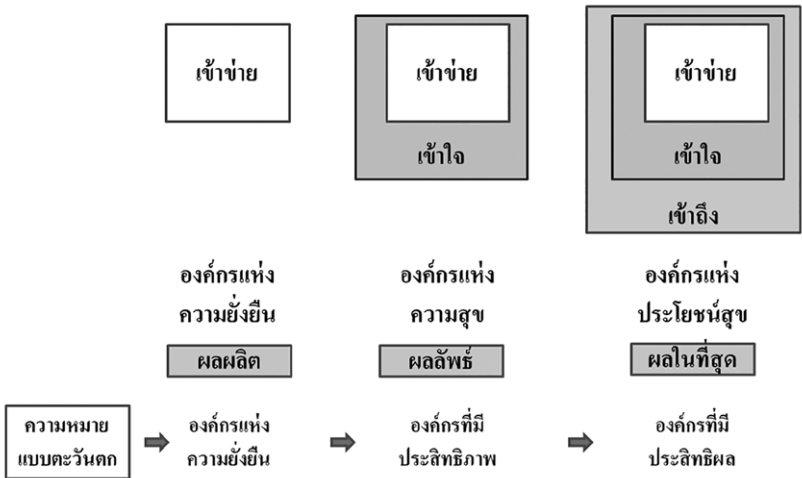 เข้าข่าย
เข้าข่าย
เข้าใจ
เข้าข่าย
เข้าใจ
เข้าถึง
องค์กรแห่ง
ความยั่งยืน
องค์กรแห่ง
ความสุข
องค์กรแห่ง
ประโยชน์สุข
ผลผลิต
ผลลัพธ์
ผลในที่สุด
ความหมาย
แบบตะวันตก
องค์กรแห่ง
ความยั่งยืน
องค์กรที่มี
ประสิทธิภาพ
องค์กรที่มี
ประสิทธิผล